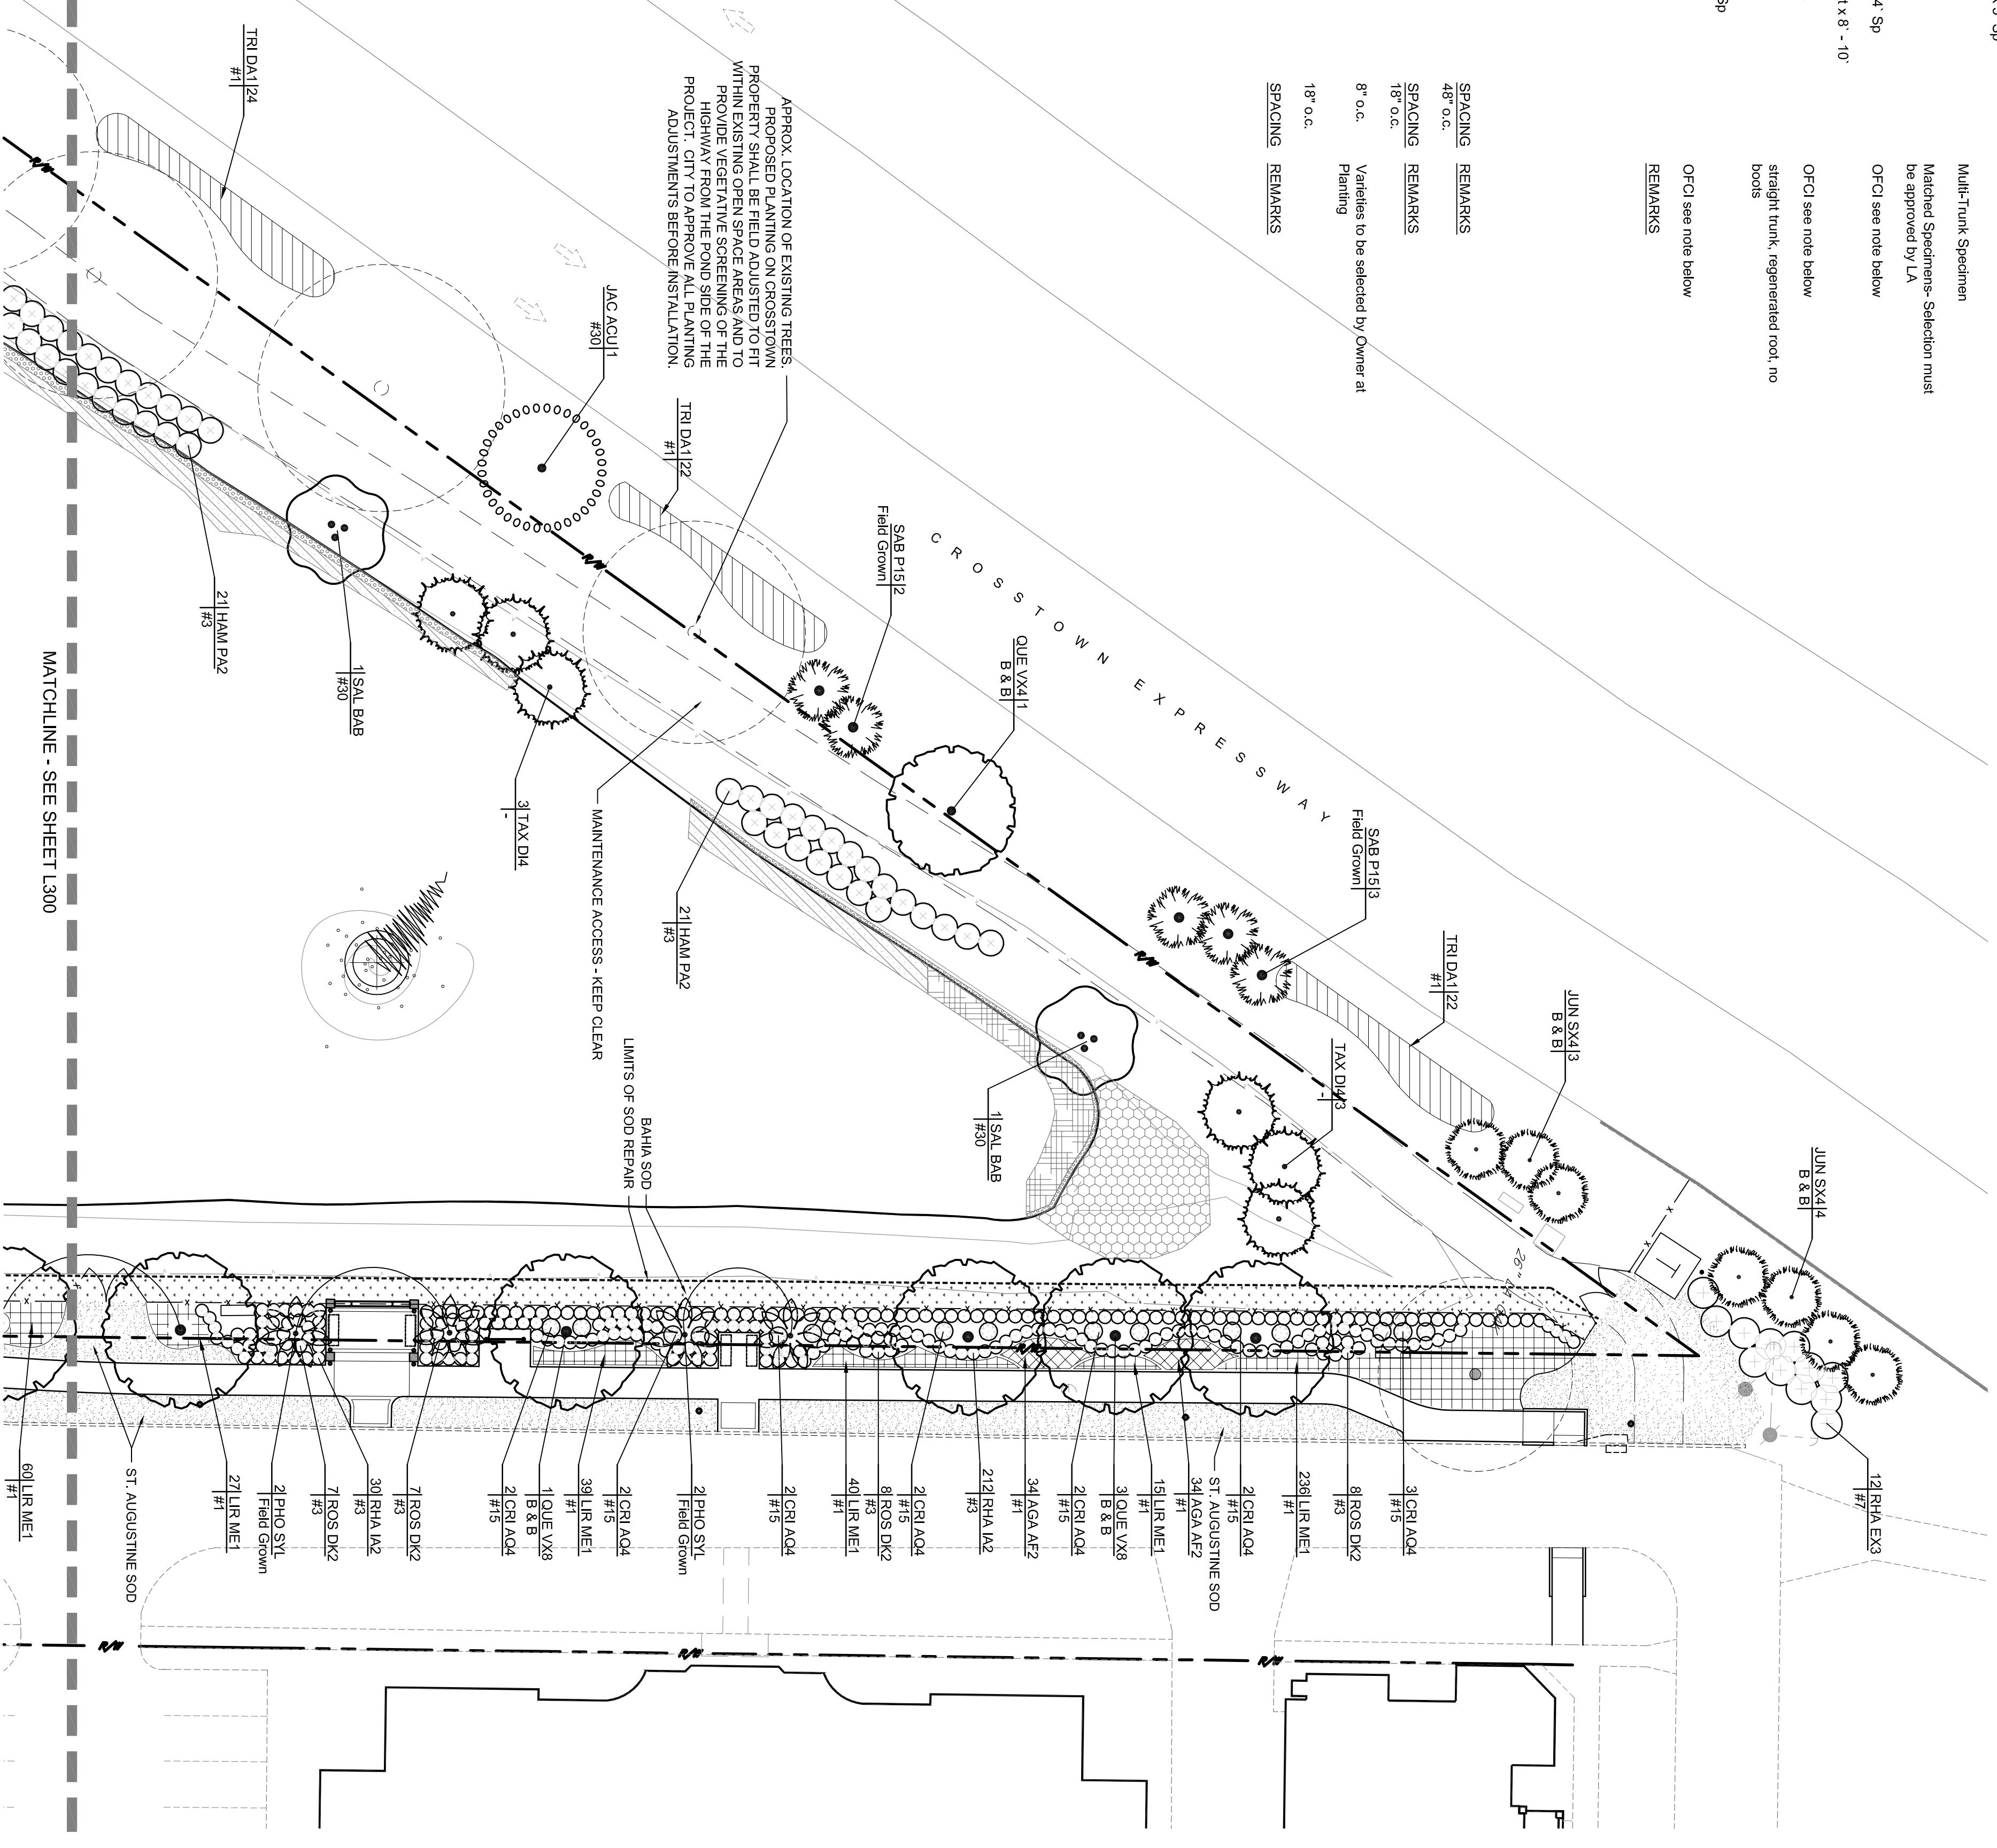 x 5' Sp
4' Sp
t x 8' - 10'
Sp
Multi-Trunk Specimen
Matched Specimens- Selection must
be approved by LA
OFCI see note below
OFCI see note below
straight trunk, regenerated root, no
boots
OFCI see note below
REMARKS
SPACING REMARKS
48" o.c.
SPACING REMARKS
18" o.c.
8" o.c. Varieties to be selected by Owner at
Planting
18" o.c.
SPACING REMARKS
APPROX. LOCATION OF EXISTING TREES.
PROPOSED PLANTING ON CROSSTOWN
PROPERTY SHALL BE FIELD ADJUSTED TO FIT
WITHIN EXISTING OPEN SPACE AREAS AND TO
PROVIDE VEGETATIVE SCREENING OF THE
HIGHWAY FROM THE POND SIDE OF THE
PROJECT. CITY TO APPROVE ALL PLANTING
ADJUSTMENTS BEFORE INSTALLATION.
TRI DA1 24
#1
JAC ACU 1
#30
TRI DA1 22
#1
SAB P15 2
Field Grown
QUE VX4 1
B & B
CROSSTOWN EXPRESSWAY
SAB P15 3
Field Grown
TRI DA1 22
#1
JUN SX4 3
B & B
JUN SX4 4
B & B
TAX DI4 3
-
R/W
R/W
R/W
21 HAM PA2
#3
1 SAL BAB
#30
3 TAX DI4
-
MAINTENANCE ACCESS - KEEP CLEAR
21 HAM PA2
#3
1 SAL BAB
#30
BAHIA SOD
LIMITS OF SOD REPAIR
MATCHLINE - SEE SHEET L300
R/W
60 LIR ME1
#1
ST. AUGUSTINE SOD
27 LIR ME1
#1
2 PHO SYL
Field Grown
7 ROS DK2
#3
30 RHA IA2
#3
7 ROS DK2
#3
2 CRI AQ4
#15
1 QUE VX8
B & B
39 LIR ME1
#1
2 CRI AQ4
#15
2 PHO SYL
Field Grown
2 CRI AQ4
#15
40 LIR ME1
#1
8 ROS DK2
#3
2 CRI AQ4
#15
212 RHA IA2
#3
34 AGA AF2
#1
2 CRI AQ4
#15
3 QUE VX8
B & B
15 LIR ME1
#1
34 AGA AF2
#1
ST. AUGUSTINE SOD
2 CRI AQ4
#15
236 LIR ME1
#1
8 ROS DK2
#3
3 CRI AQ4
#15
12 RHA EX3
#7
R/W
R/W
R/W